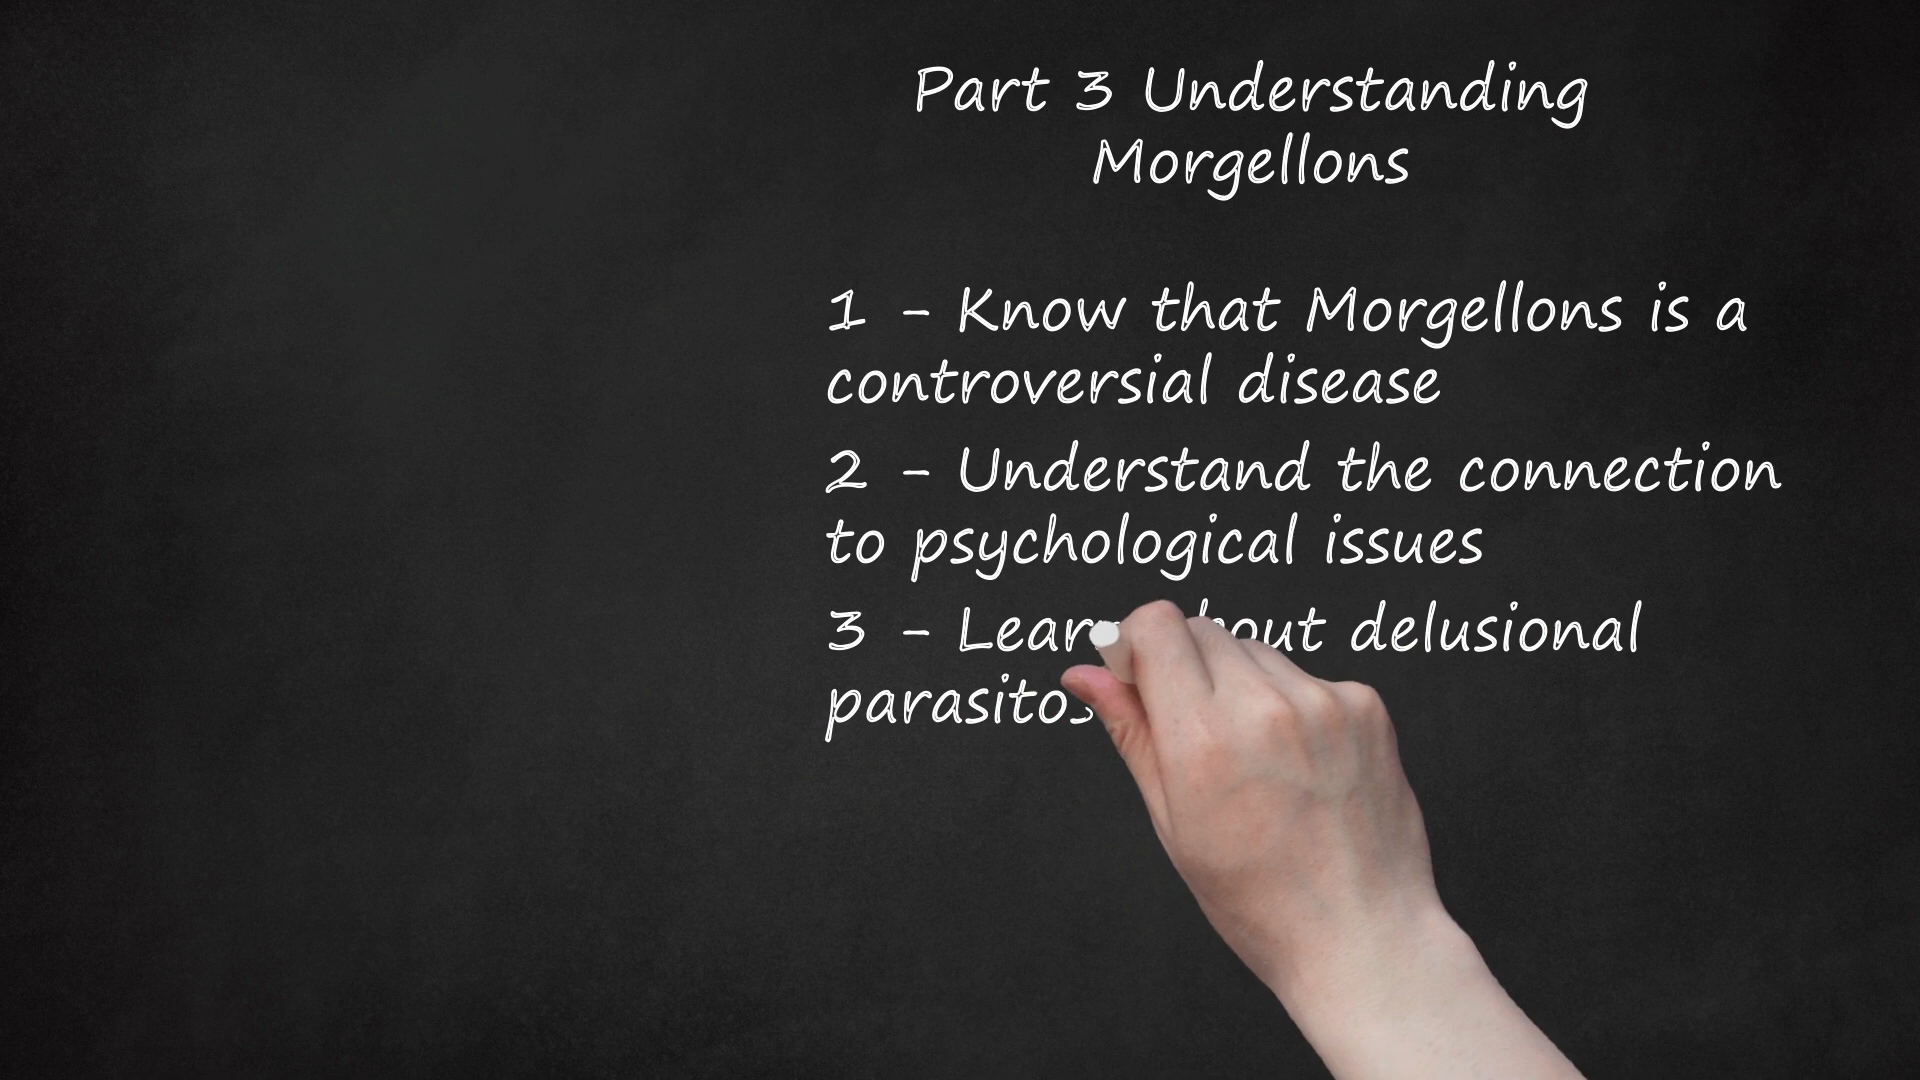 Part 3 Understanding
Morgellons
1 - Know that Morgellons is a
controversial disease
2 - Understand the connection
to psychological issues
3 - delusional